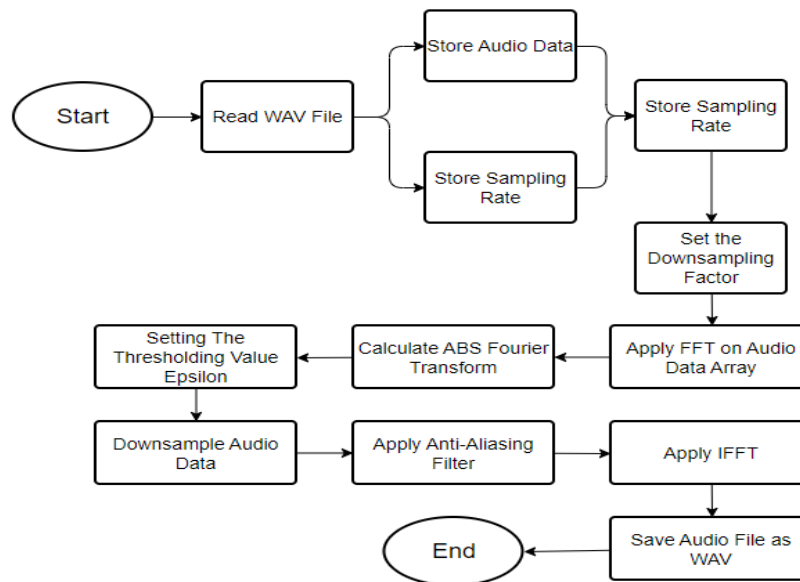 Start
Read WAV File
Store Audio Data
Store Sampling
Rate
Store Sampling
Rate
Set the
Downsampling
Factor
Apply FFT on Audio
Data Array
Calculate ABS Fourier
Transform
Setting The
Thresholding Value
Epsilon
Downsample Audio
Data
Apply Anti-Aliasing
Filter
Apply IFFT
Save Audio File as
WAV
End